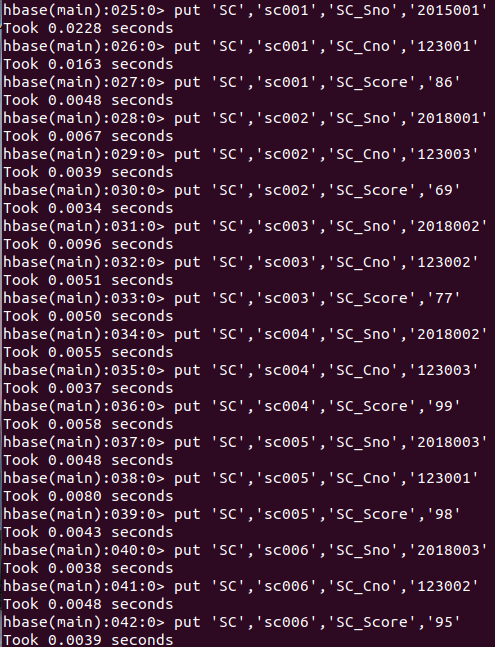 hbase(main):025:0> put 'SC','sc001','SC_Sno','2015001'
Took 0.0228 seconds
hbase(main):026:0> put 'SC','sc001','SC_Cno','123001'
Took 0.0163 seconds
hbase(main):027:0> put 'SC','sc001','SC_Score','86'
Took 0.0048 seconds
hbase(main):028:0> put 'SC','sc002','SC_Sno','2018001'
Took 0.0067 seconds
hbase(main):029:0> put 'SC','sc002','SC_Cno','123003'
Took 0.0039 seconds
hbase(main):030:0> put 'SC','sc002','SC_Score','69'
Took 0.0034 seconds
hbase(main):031:0> put 'SC','sc003','SC_Sno','2018002'
Took 0.0096 seconds
hbase(main):032:0> put 'SC','sc003','SC_Cno','123002'
Took 0.0051 seconds
hbase(main):033:0> put 'SC','sc003','SC_Score','77'
Took 0.0050 seconds
hbase(main):034:0> put 'SC','sc004','SC_Sno','2018002'
Took 0.0055 seconds
hbase(main):035:0> put 'SC','sc004','SC_Cno','123003'
Took 0.0037 seconds
hbase(main):036:0> put 'SC','sc004','SC_Score','99'
Took 0.0058 seconds
hbase(main):037:0> put 'SC','sc005','SC_Sno','2018003'
Took 0.0048 seconds
hbase(main):038:0> put 'SC','sc005','SC_Cno','123001'
Took 0.0080 seconds
hbase(main):039:0> put 'SC','sc005','SC_Score','98'
Took 0.0043 seconds
hbase(main):040:0> put 'SC','sc006','SC_Sno','2018003'
Took 0.0038 seconds
hbase(main):041:0> put 'SC','sc006','SC_Cno','123002'
Took 0.0048 seconds
hbase(main):042:0> put 'SC','sc006','SC_Score','95'
Took 0.0039 seconds